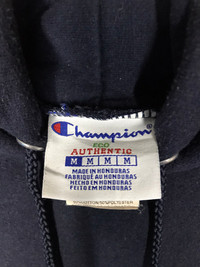 Champion
ECO
AUTHENTIC
M M M M
MADE IN HONDURAS
FABRIQUÉ AU HONDURAS
HECHO EN HONDURAS
FEITO EM HONDURAS